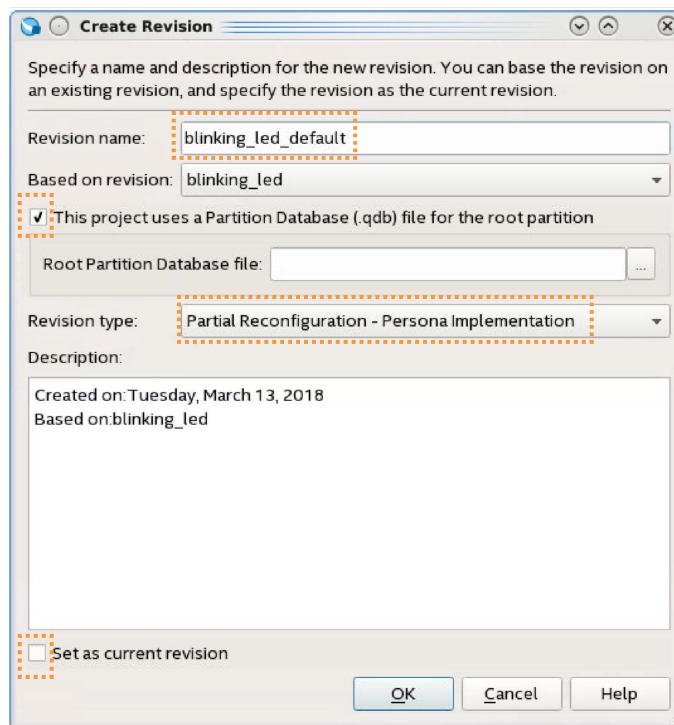 Create Revision
Specify a name and description for the new revision. You can base the revision on
an existing revision, and specify the revision as the current revision.
Revision name: blinking_led_default
Based on revision: blinking_led
This project uses a Partition Database (.qdb) file for the root partition
Root Partition Database file: ...
Revision type: Partial Reconfiguration - Persona Implementation
Description:
Created on:Tuesday, March 13, 2018
Based on:blinking_led
Set as current revision
OK Cancel Help